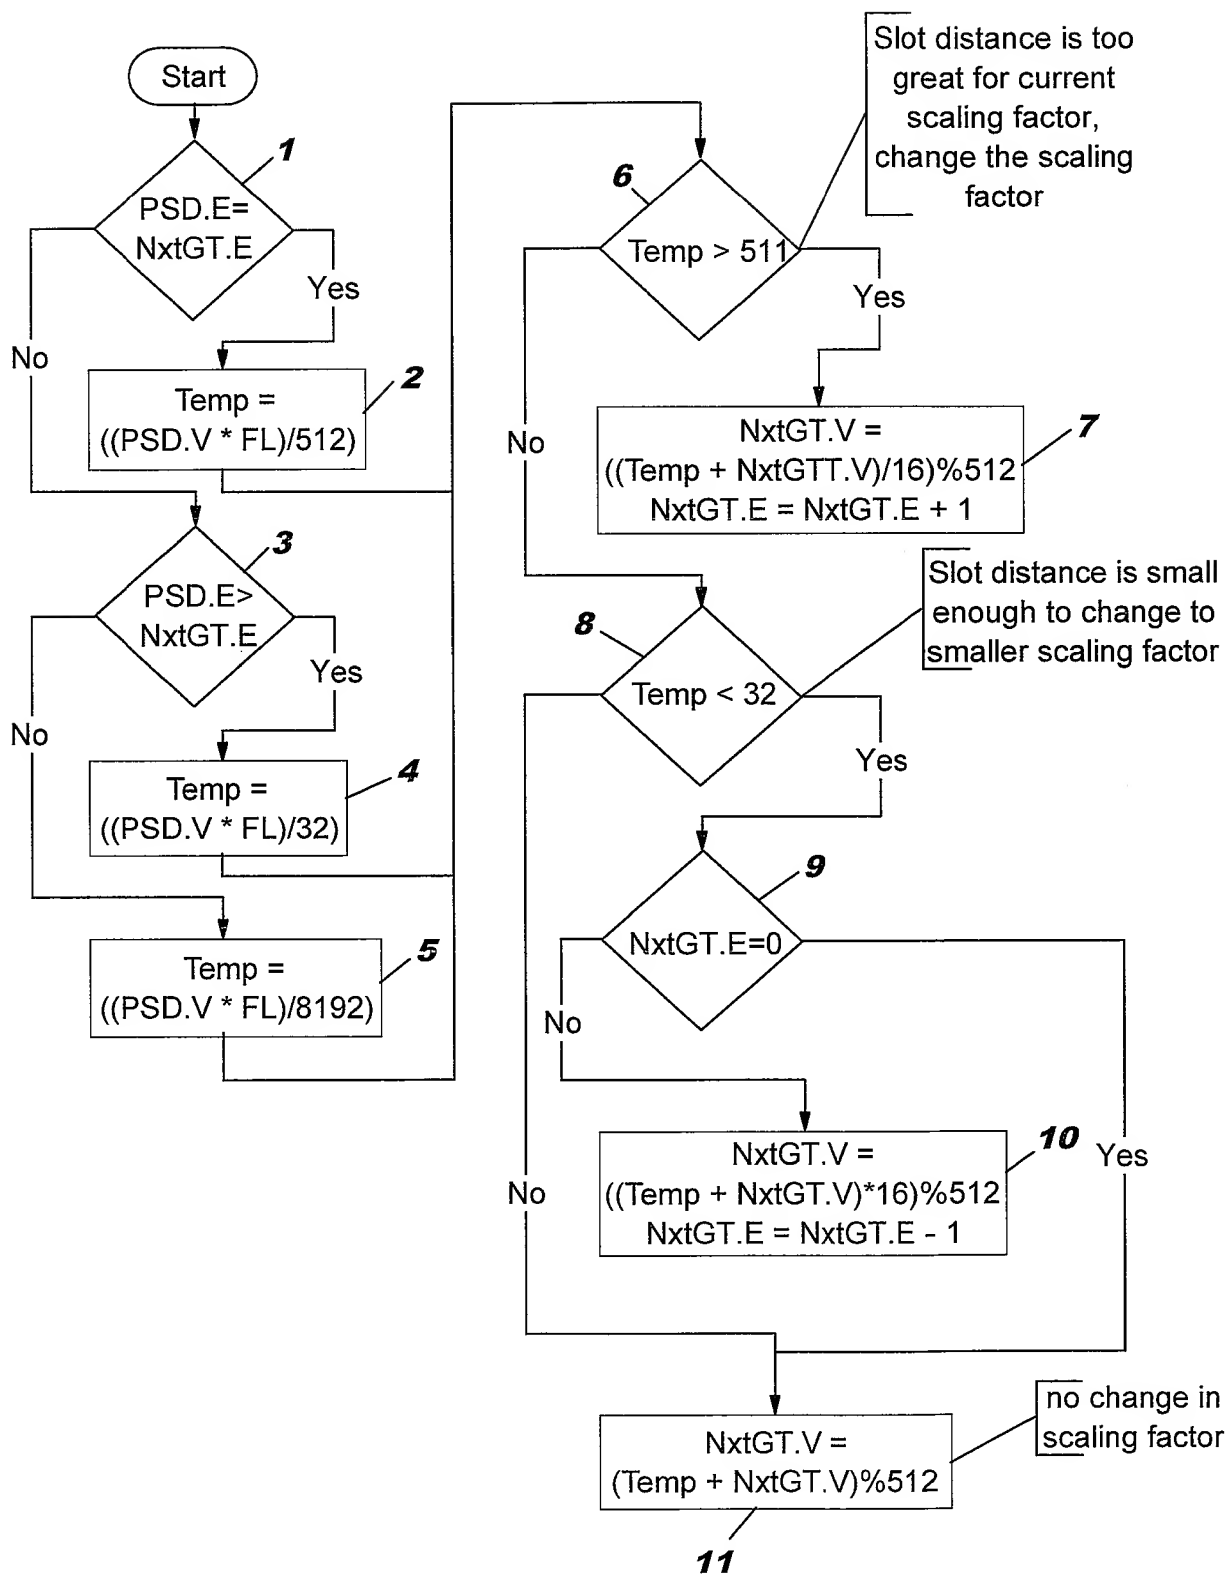 Start
1
PSD.E=
NxtGT.E
Yes
No
2
Temp =
((PSD.V * FL)/512)
3
PSD.E>
NxtGT.E
Yes
No
4
Temp =
((PSD.V * FL)/32)
5
Temp =
((PSD.V * FL)/8192)
Slot distance is too
great for current
scaling factor,
change the scaling
factor
6
Temp > 511
Yes
No
7
NxtGT.V =
((Temp + NxtGTT.V)/16)%512
NxtGT.E = NxtGT.E + 1
Slot distance is small
enough to change to
smaller scaling factor
8
Temp < 32
Yes
No
9
NxtGT.E=0
No
Yes
10
NxtGT.V =
((Temp + NxtGT.V)*16)%512
NxtGT.E = NxtGT.E - 1
no change in
scaling factor
NxtGT.V =
(Temp + NxtGT.V)%512
11